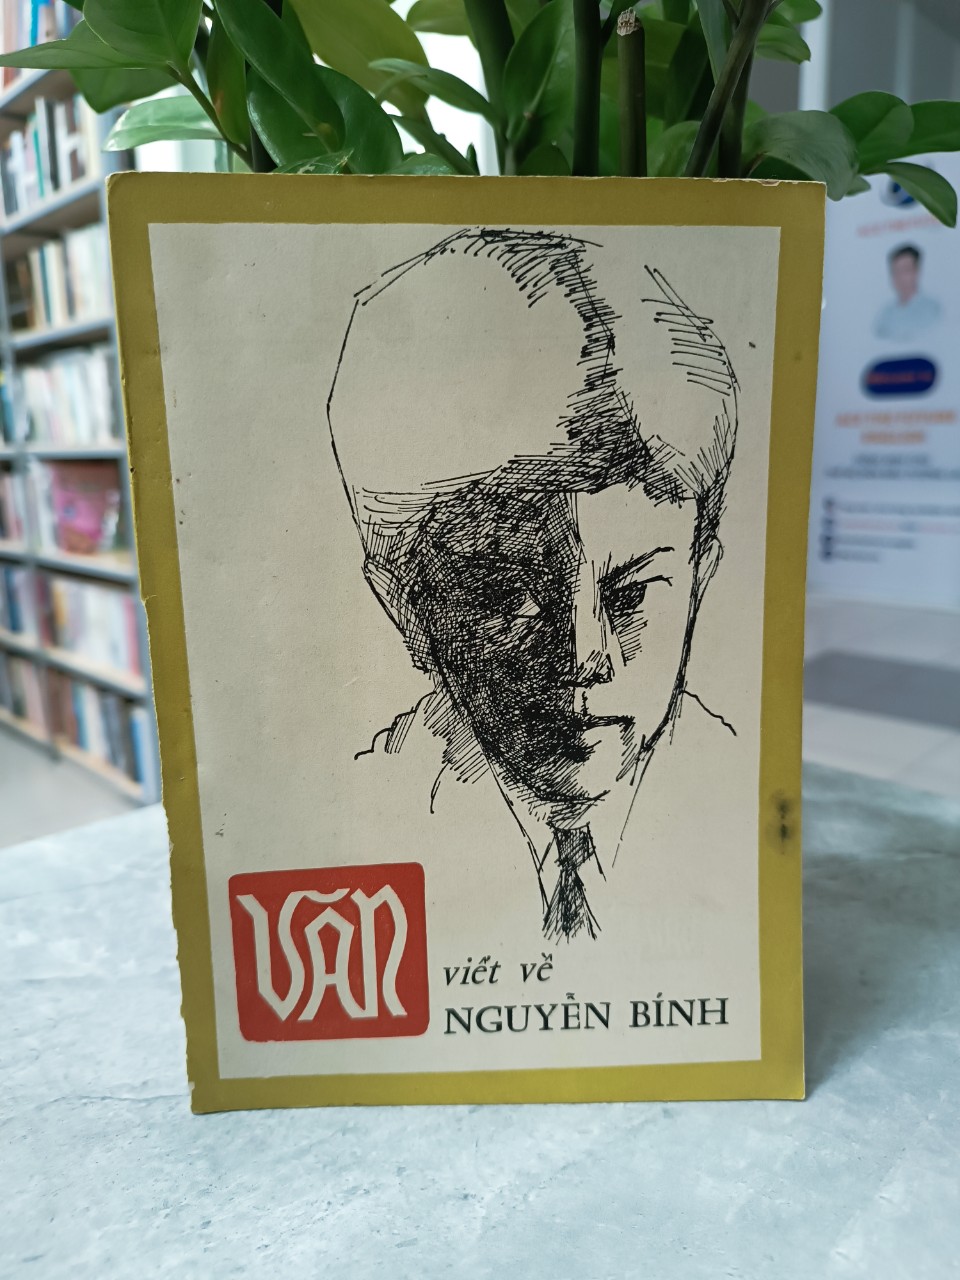 VĂN
viết về
NGUYỄN BÍNH